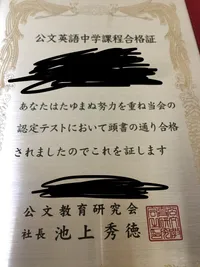 公文英語中学課程合格証
あなたはたゆまぬ努力を重ね当会の
認定テストにおいて頭書の通り合格
されましたのでこれを証します
公文教育研究会
社長 池上秀徳